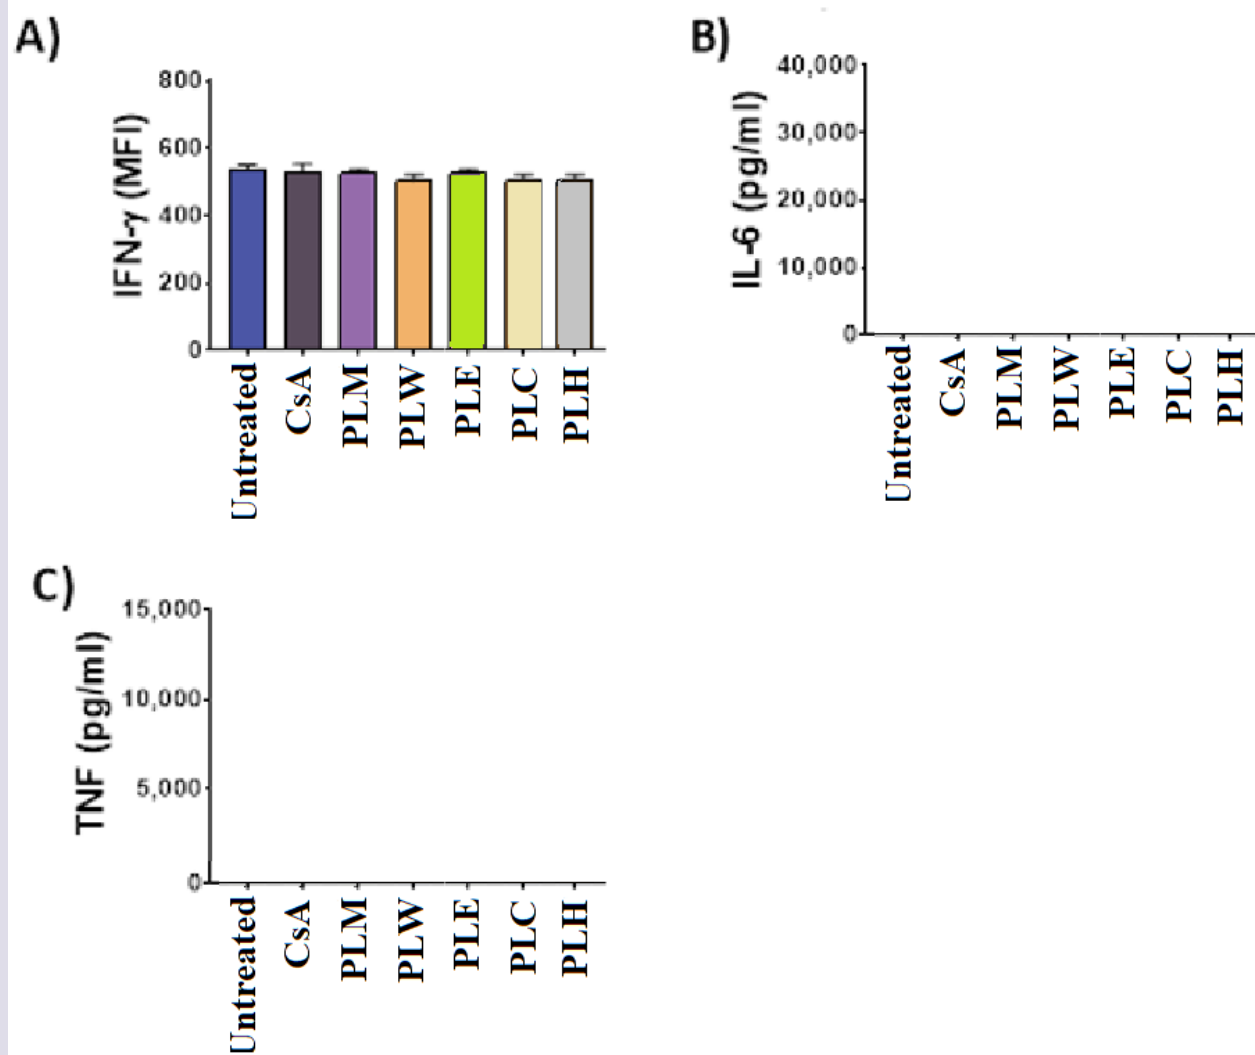 A)
IFN-γ (MFI)
800
600
400
200
0
Untreated
CsA
PLM
PLW
PLE
PLC
PLH
B)
IL-6 (pg/ml)
40,000
30,000
20,000
10,000
0
Untreated
CsA
PLM
PLW
PLE
PLC
PLH
C)
TNF (pg/ml)
15,000
10,000
5,000
0
Untreated
CsA
PLM
PLW
PLE
PLC
PLH